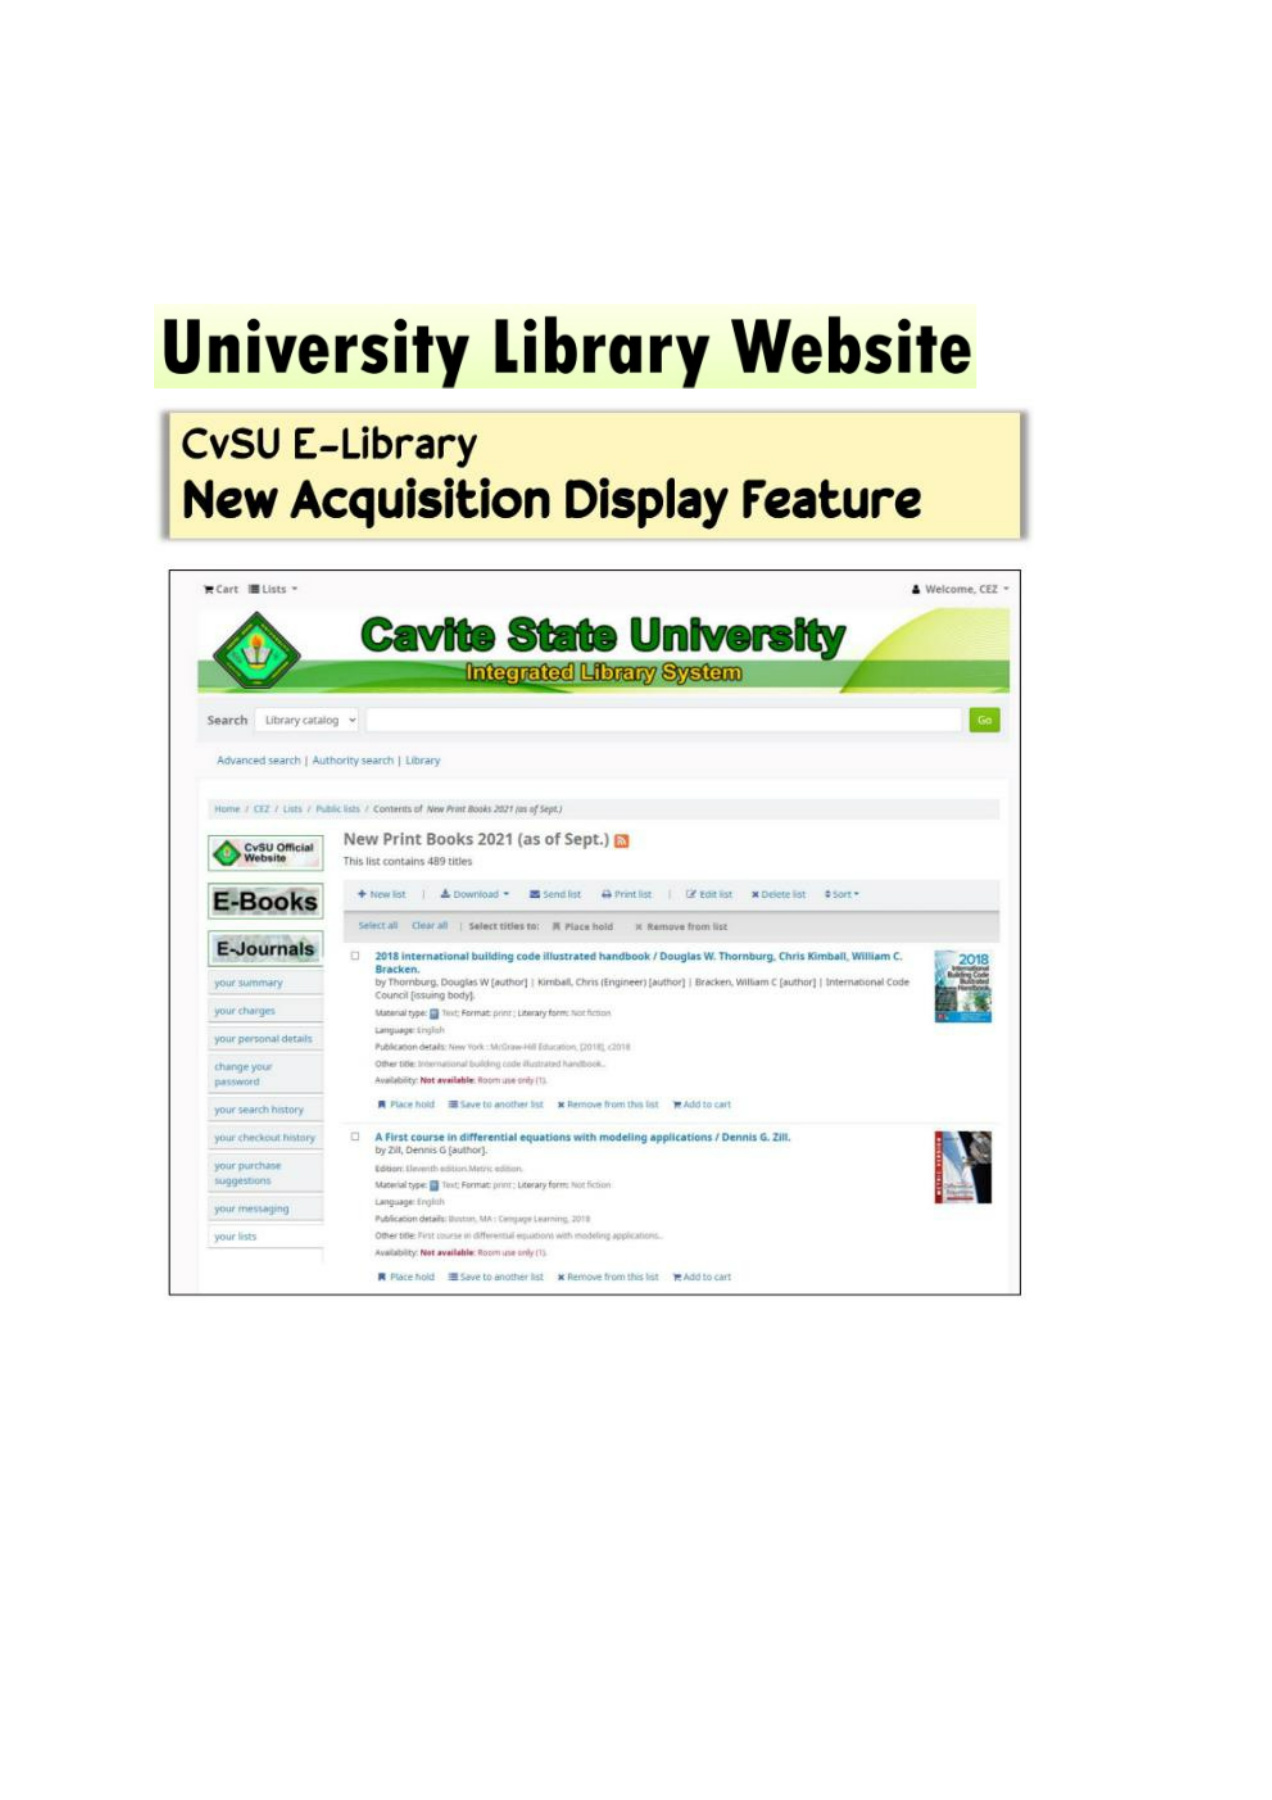 University Library Website
CvSU E-Library
New Acquisition Display Feature
Cart Lists
Welcome, CEZ
Cavite State University
Integrated Library System
Search Library catalog Go
Advanced search | Authority search | Library
Home / CEZ / Lists / Public lists / Contents of New Print Books 2021 (as of Sept.)
CvSU Official
Website
E-Books
E-Journals
your summary
your charges
your personal details
change your
password
your search history
your checkout history
your purchase
suggestions
your messaging
your lists
New Print Books 2021 (as of Sept.)
This list contains 489 titles
New list | Download Send list Print list | Edit list Delete list Sort
Select all Clear all | Select titles to: Place hold Remove from list
2018 international building code illustrated handbook / Douglas W. Thornburg, Chris Kimball, William C.
Bracken.
by Thornburg, Douglas W [author] | Kimball, Chris (Engineer) [author] | Bracken, William C [author] | International Code
Council [issuing body].
Material type: Text; Format: print ; Literary form: Not fiction
Language: English
Publication details: New York : McGraw-Hill Education, [2018], c2018
Other title: International building code illustrated handbook..
Availability: Not available: Room use only (1).
Place hold Save to another list Remove from this list Add to cart
2018
International
Building Code
Illustrated
Handbook
A First course in differential equations with modeling applications / Dennis G. Zill.
by Zill, Dennis G [author].
Edition: Eleventh edition.Metric edition.
Material type: Text; Format: print ; Literary form: Not fiction
Language: English
Publication details: Boston, MA : Cengage Learning, 2018
Other title: First course in differential equations with modeling applications..
Availability: Not available: Room use only (1).
Place hold Save to another list Remove from this list Add to cart